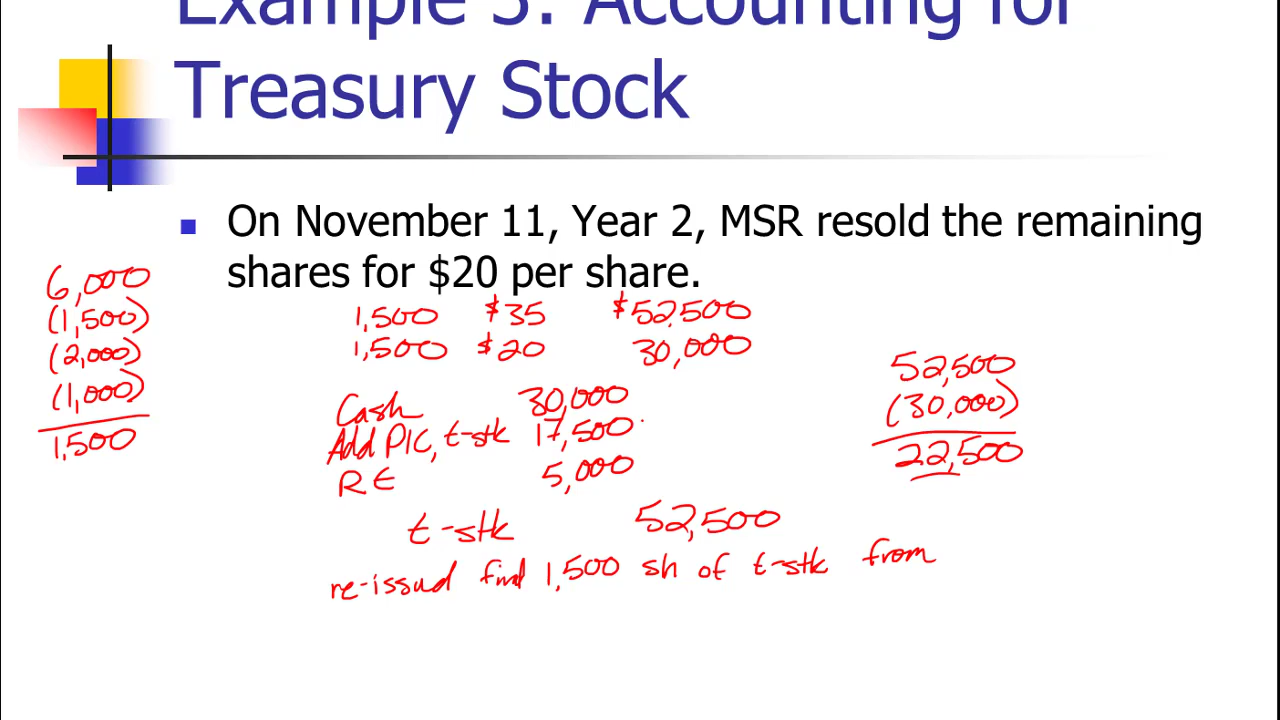 Example 5: Accounting for
Treasury Stock
On November 11, Year 2, MSR resold the remaining
shares for $20 per share.
6,000
(1,500)
(2,000)
(1,000)
1,500
1,500 $35 $52,500
1,500 $20 30,000
Cash 30,000
Add PIC, t-stk 17,500
RE 5,000
t-stk 52,500
re-issued final 1,500 sh of t-stk from
52,500
(30,000)
22,500